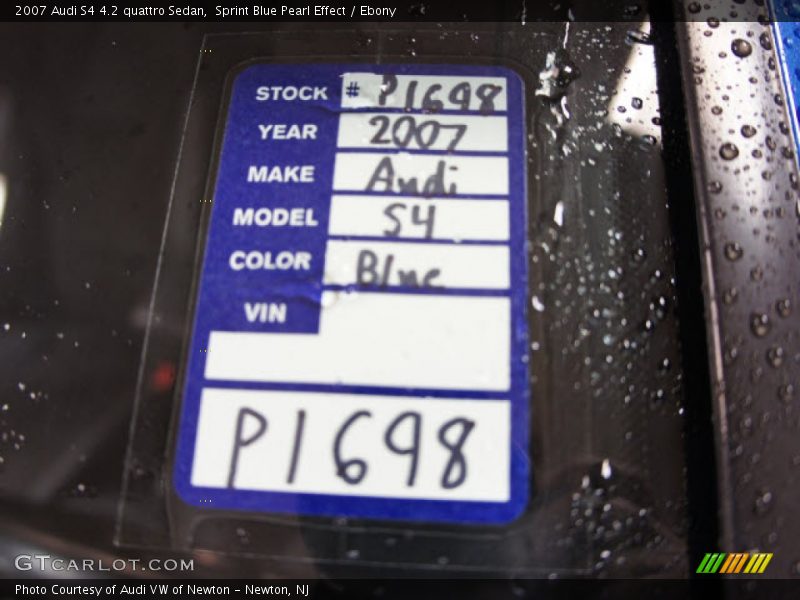 2007 Audi S4 4.2 quattro Sedan,  Sprint Blue Pearl Effect / Ebony
STOCK # P1698
YEAR 2007
MAKE Audi
MODEL S4
COLOR Blue
VIN
P1698
GTCARLOT.COM
Photo Courtesy of Audi VW of Newton - Newton, NJ